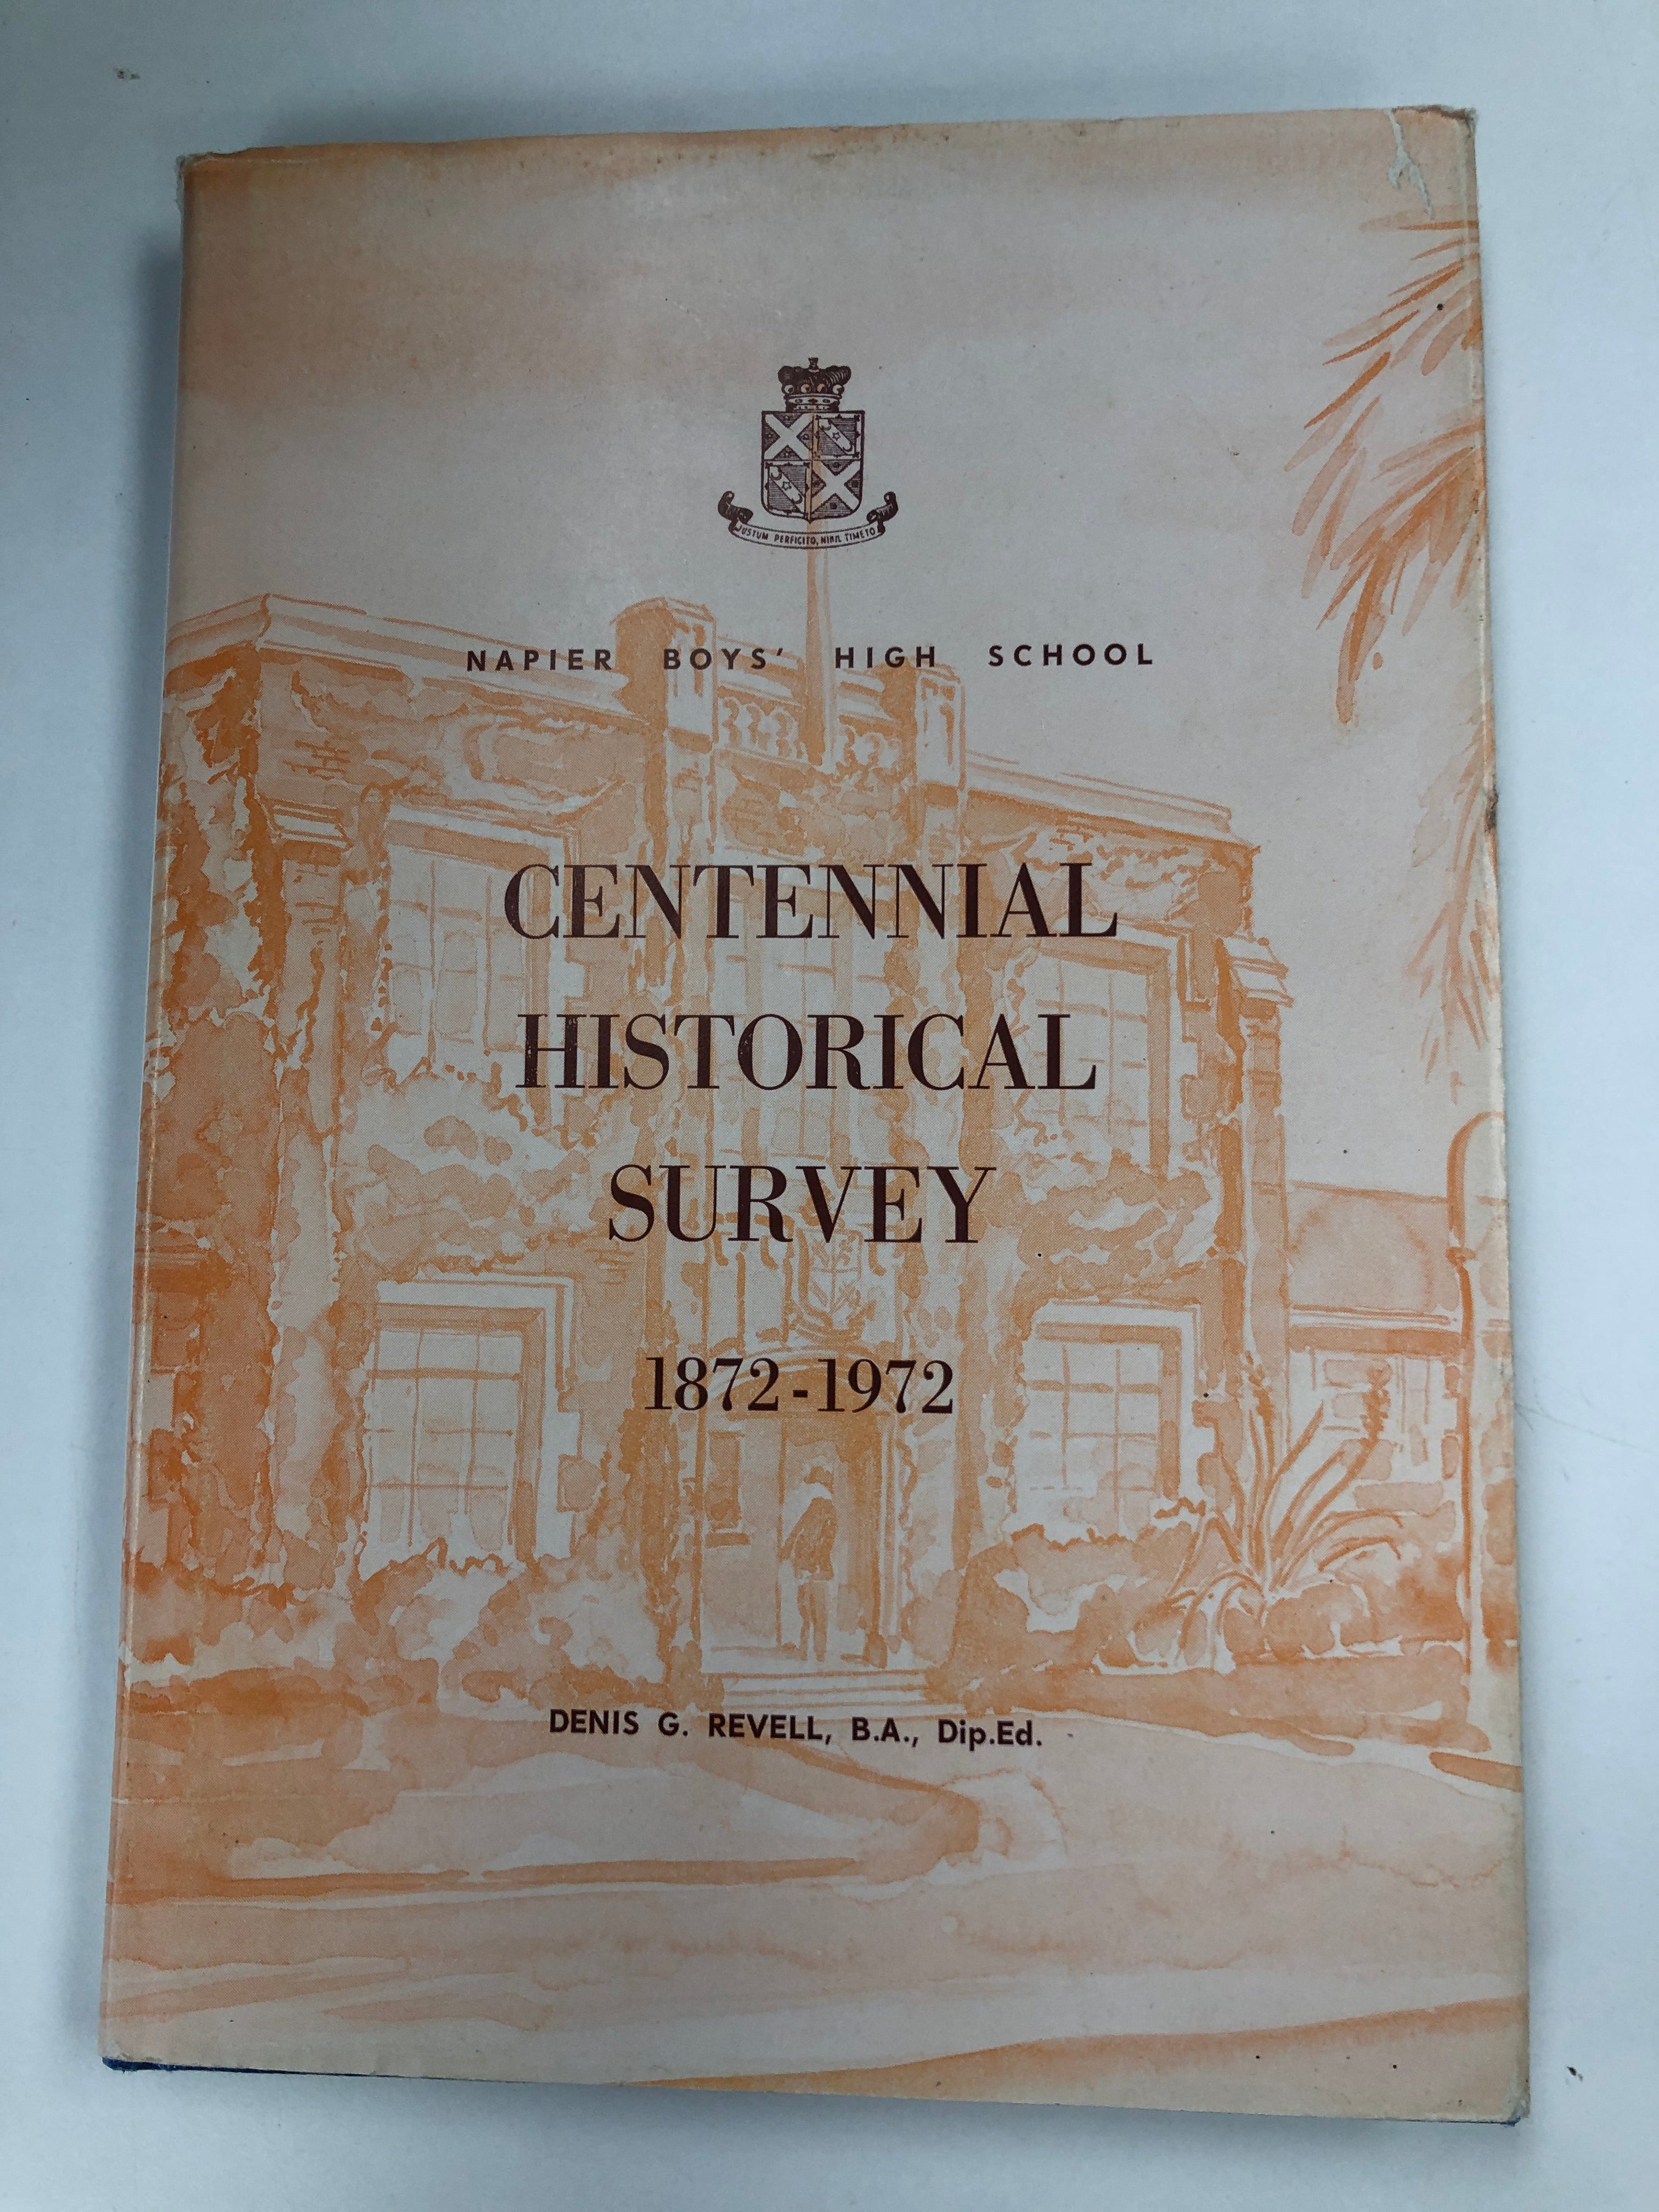 JUSTUM PERFICITO, NIHIL TIMETO
NAPIER BOYS' HIGH SCHOOL
CENTENNIAL
HISTORICAL
SURVEY
1872-1972
DENIS G. REVELL, B.A., Dip.Ed.